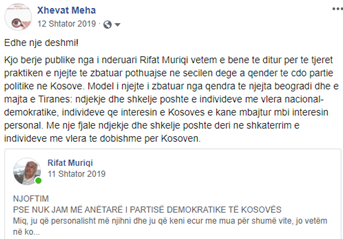 Xhevat Meha
12 Shtator 2019 ·
Edhe nje deshmi!
Kjo berje publike nga i nderuari Rifat Muriqi vetem e bene te ditur per te tjeret
praktiken e njejte te zbatuar pothuajse ne secilen dege a qender te cdo partie
politike ne Kosove. Model i njejte i zbatuar nga qendra te njejta beogradi dhe e
majta e Tiranes: ndjekje dhe shkelje poshte e individeve me vlera nacional-
demokratike, individeve qe interesin e Kosoves e kane mbajtur mbi interesin
personal. Me nje fjale ndjekje dhe shkelje poshte deri ne shkaterrim e
individeve me vlera te dobishme per Kosoven.
Rifat Muriqi
11 Shtator 2019
NJOFTIM
PSE NUK JAM MË ANËTARË I PARTISË DEMOKRATIKE TË KOSOVËS
Miq, ju që personalisht më njihni dhe ju që keni ecur me mua për shumë vite, jo vetëm
në ko...